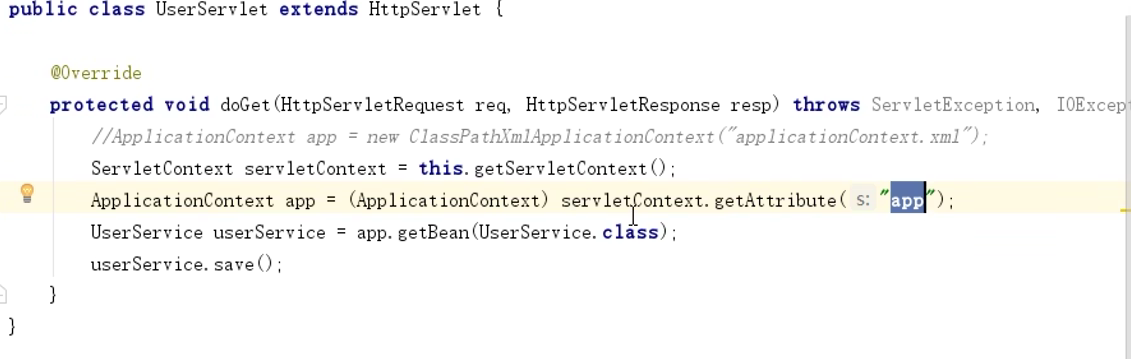 public class UserServlet extends HttpServlet {
@Override
protected void doGet(HttpServletRequest req, HttpServletResponse resp) throws ServletException, IOExcep
//ApplicationContext app = new ClassPathXmlApplicationContext("applicationContext.xml");
ServletContext servletContext = this.getServletContext();
ApplicationContext app = (ApplicationContext) servletContext.getAttribute( s: "app");
UserService userService = app.getBean(UserService.class);
userService.save();
}
}